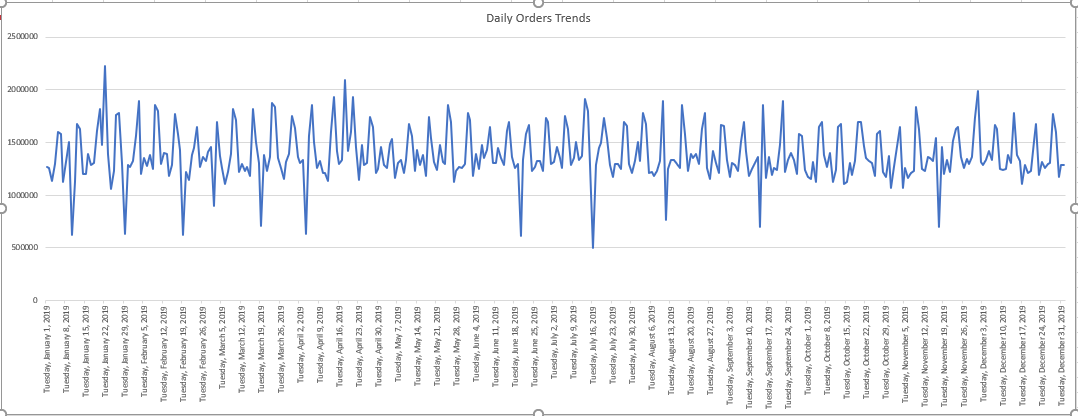 Daily Orders Trends
2500000
2000000
1500000
1000000
500000
0
Tuesday, January 1, 2019
Tuesday, January 8, 2019
Tuesday, January 15, 2019
Tuesday, January 22, 2019
Tuesday, January 29, 2019
Tuesday, February 5, 2019
Tuesday, February 12, 2019
Tuesday, February 19, 2019
Tuesday, February 26, 2019
Tuesday, March 5, 2019
Tuesday, March 12, 2019
Tuesday, March 19, 2019
Tuesday, March 26, 2019
Tuesday, April 2, 2019
Tuesday, April 9, 2019
Tuesday, April 16, 2019
Tuesday, April 23, 2019
Tuesday, April 30, 2019
Tuesday, May 7, 2019
Tuesday, May 14, 2019
Tuesday, May 21, 2019
Tuesday, May 28, 2019
Tuesday, June 4, 2019
Tuesday, June 11, 2019
Tuesday, June 18, 2019
Tuesday, June 25, 2019
Tuesday, July 2, 2019
Tuesday, July 9, 2019
Tuesday, July 16, 2019
Tuesday, July 23, 2019
Tuesday, July 30, 2019
Tuesday, August 6, 2019
Tuesday, August 13, 2019
Tuesday, August 20, 2019
Tuesday, August 27, 2019
Tuesday, September 3, 2019
Tuesday, September 10, 2019
Tuesday, September 17, 2019
Tuesday, September 24, 2019
Tuesday, October 1, 2019
Tuesday, October 8, 2019
Tuesday, October 15, 2019
Tuesday, October 22, 2019
Tuesday, October 29, 2019
Tuesday, November 5, 2019
Tuesday, November 12, 2019
Tuesday, November 19, 2019
Tuesday, November 26, 2019
Tuesday, December 3, 2019
Tuesday, December 10, 2019
Tuesday, December 17, 2019
Tuesday, December 24, 2019
Tuesday, December 31, 2019